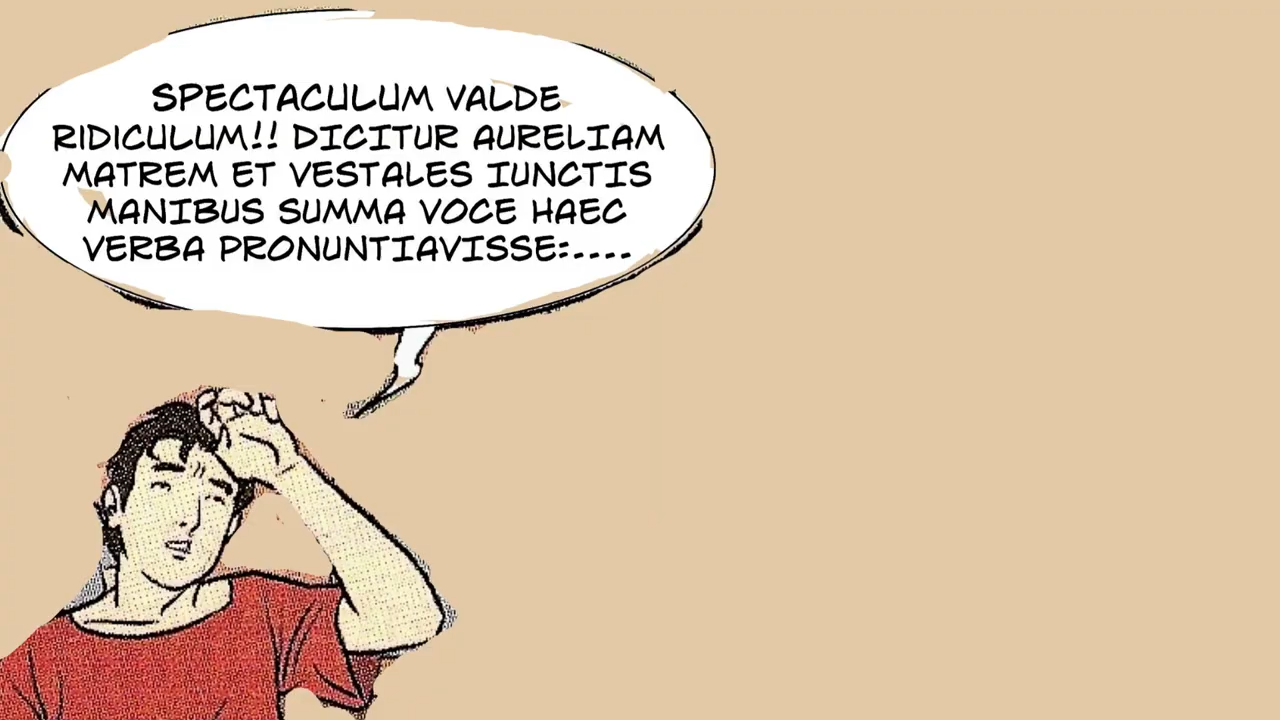 SPECTACULUM VALDE
RIDICULUM!! DICITUR AURELIAM
MATREM ET VESTALES IUNCTIS
MANIBUS SUMMA VOCE HAEC
VERBA PRONUNTIAVISSE:....